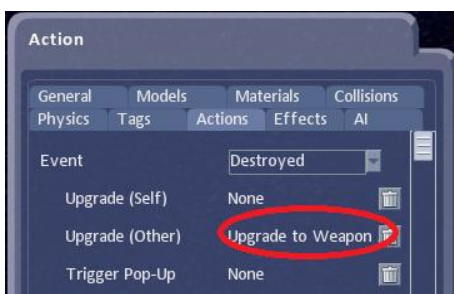 Action
General Models Materials Collisions
Physics Tags Actions Effects AI
Event Destroyed
Upgrade (Self) None
Upgrade (Other) Upgrade to Weapon
Trigger Pop-Up None